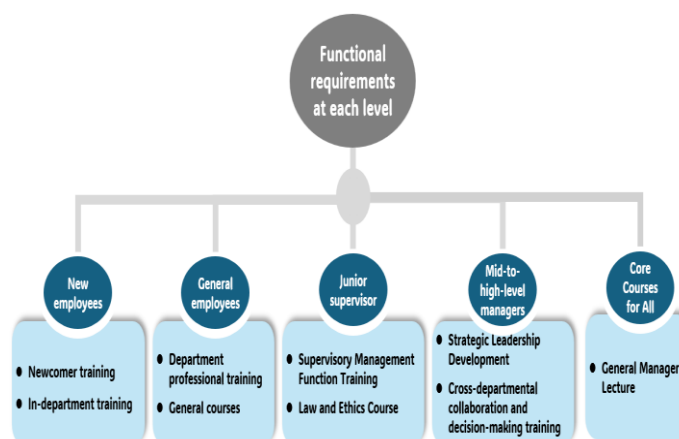 Functional
requirements
at each level
New
employees
General
employees
Junior
supervisor
Mid-to
high-level
managers
Core
Courses
for All
Newcomer training
In-department training
Department
professional training
General courses
Supervisory Management
Function Training
Law and Ethics Course
Strategic Leadership
Development
Cross-departmental
collaboration and
decision-making training
General Manager
Lecture